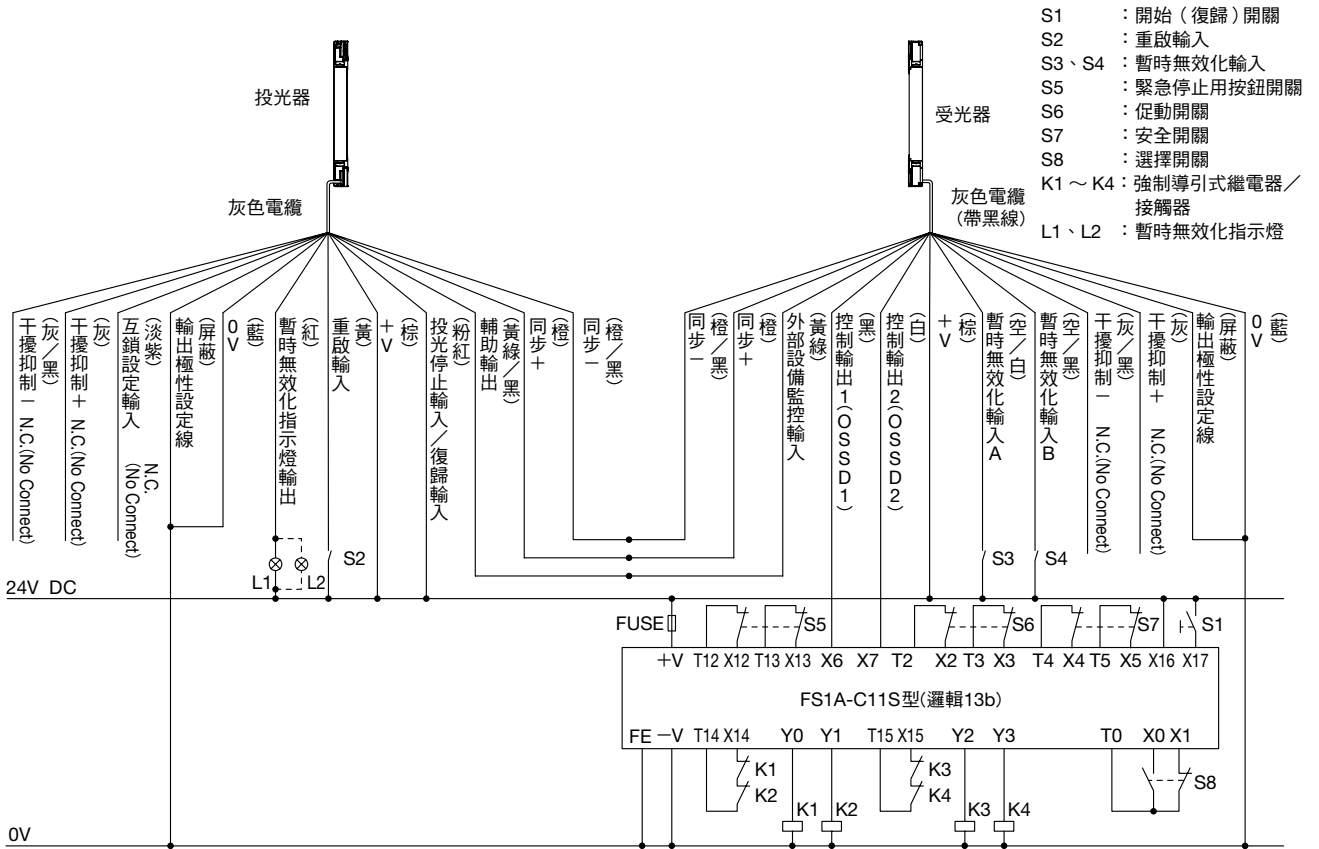 S1 ：開始（復歸）開關
S2 ：重啟輸入
S3、S4 ：暫時無效化輸入
S5 ：緊急停止用按鈕開關
S6 ：促動開關
S7 ：安全開關
S8 ：選擇開關
K1～K4：強制導引式繼電器／
接觸器
L1、L2 ：暫時無效化指示燈
投光器
受光器
灰色電纜
灰色電纜
(帶黑線)
(灰／黑)
干擾抑制－ N.C.(No Connect)
(灰)
干擾抑制＋ N.C.(No Connect)
(淡紫)
互鎖設定輸入 N.C.
(No Connect)
(屏蔽)
輸出極性設定線
(藍)
0V
(紅)
暫時無效化指示燈輸出
(黃)
重啟輸入
(棕)
＋V
(粉紅)
投光停止輸入／復歸輸入
(黃綠／黑)
輔助輸出
(橙)
同步＋
(橙／黑)
同步－
(橙／黑)
同步－
(橙)
同步＋
(黃綠)
外部設備監控輸入
(黑)
控制輸出1(OSSD1)
(白)
控制輸出2(OSSD2)
(棕)
＋V
(空／白)
暫時無效化輸入A
(空／黑)
暫時無效化輸入B
(灰／黑)
干擾抑制－ N.C.(No Connect)
(灰)
干擾抑制＋ N.C.(No Connect)
(屏蔽)
輸出極性設定線
(藍)
0V
L1 L2 S2 S3 S4
24V DC
FUSE S5 S6 S7 S1
+V T12 X12 T13 X13 X6 X7 T2 X2 T3 X3 T4 X4 T5 X5 X16 X17
FS1A-C11S型(邏輯13b)
FE －V T14 X14 Y0 Y1 T15 X15 Y2 Y3 T0 X0 X1
K1 K3
K2 K4 S8
K1 K2 K3 K4
0V